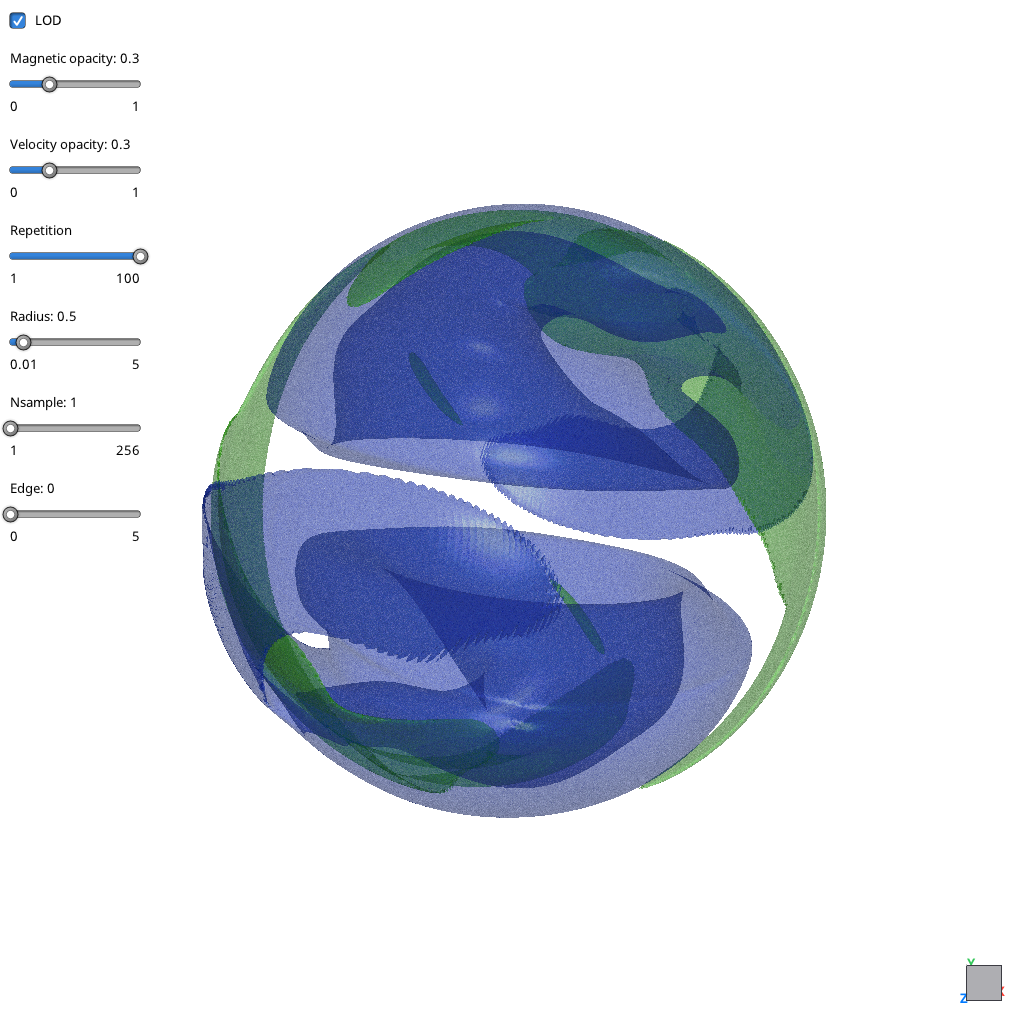 LOD
Magnetic opacity: 0.3
0 1
Velocity opacity: 0.3
0 1
Repetition
1 100
Radius: 0.5
0.01 5
Nsample: 1
1 256
Edge: 0
0 5
Y
Z X